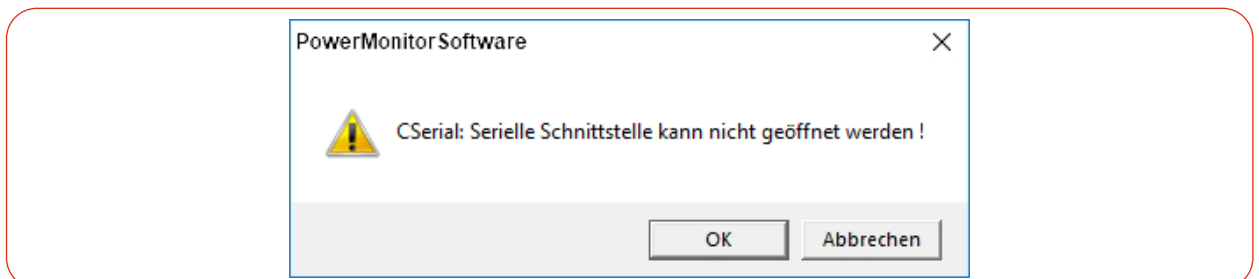 PowerMonitorSoftware
CSerial: Serielle Schnittstelle kann nicht geöffnet werden !
OK
Abbrechen